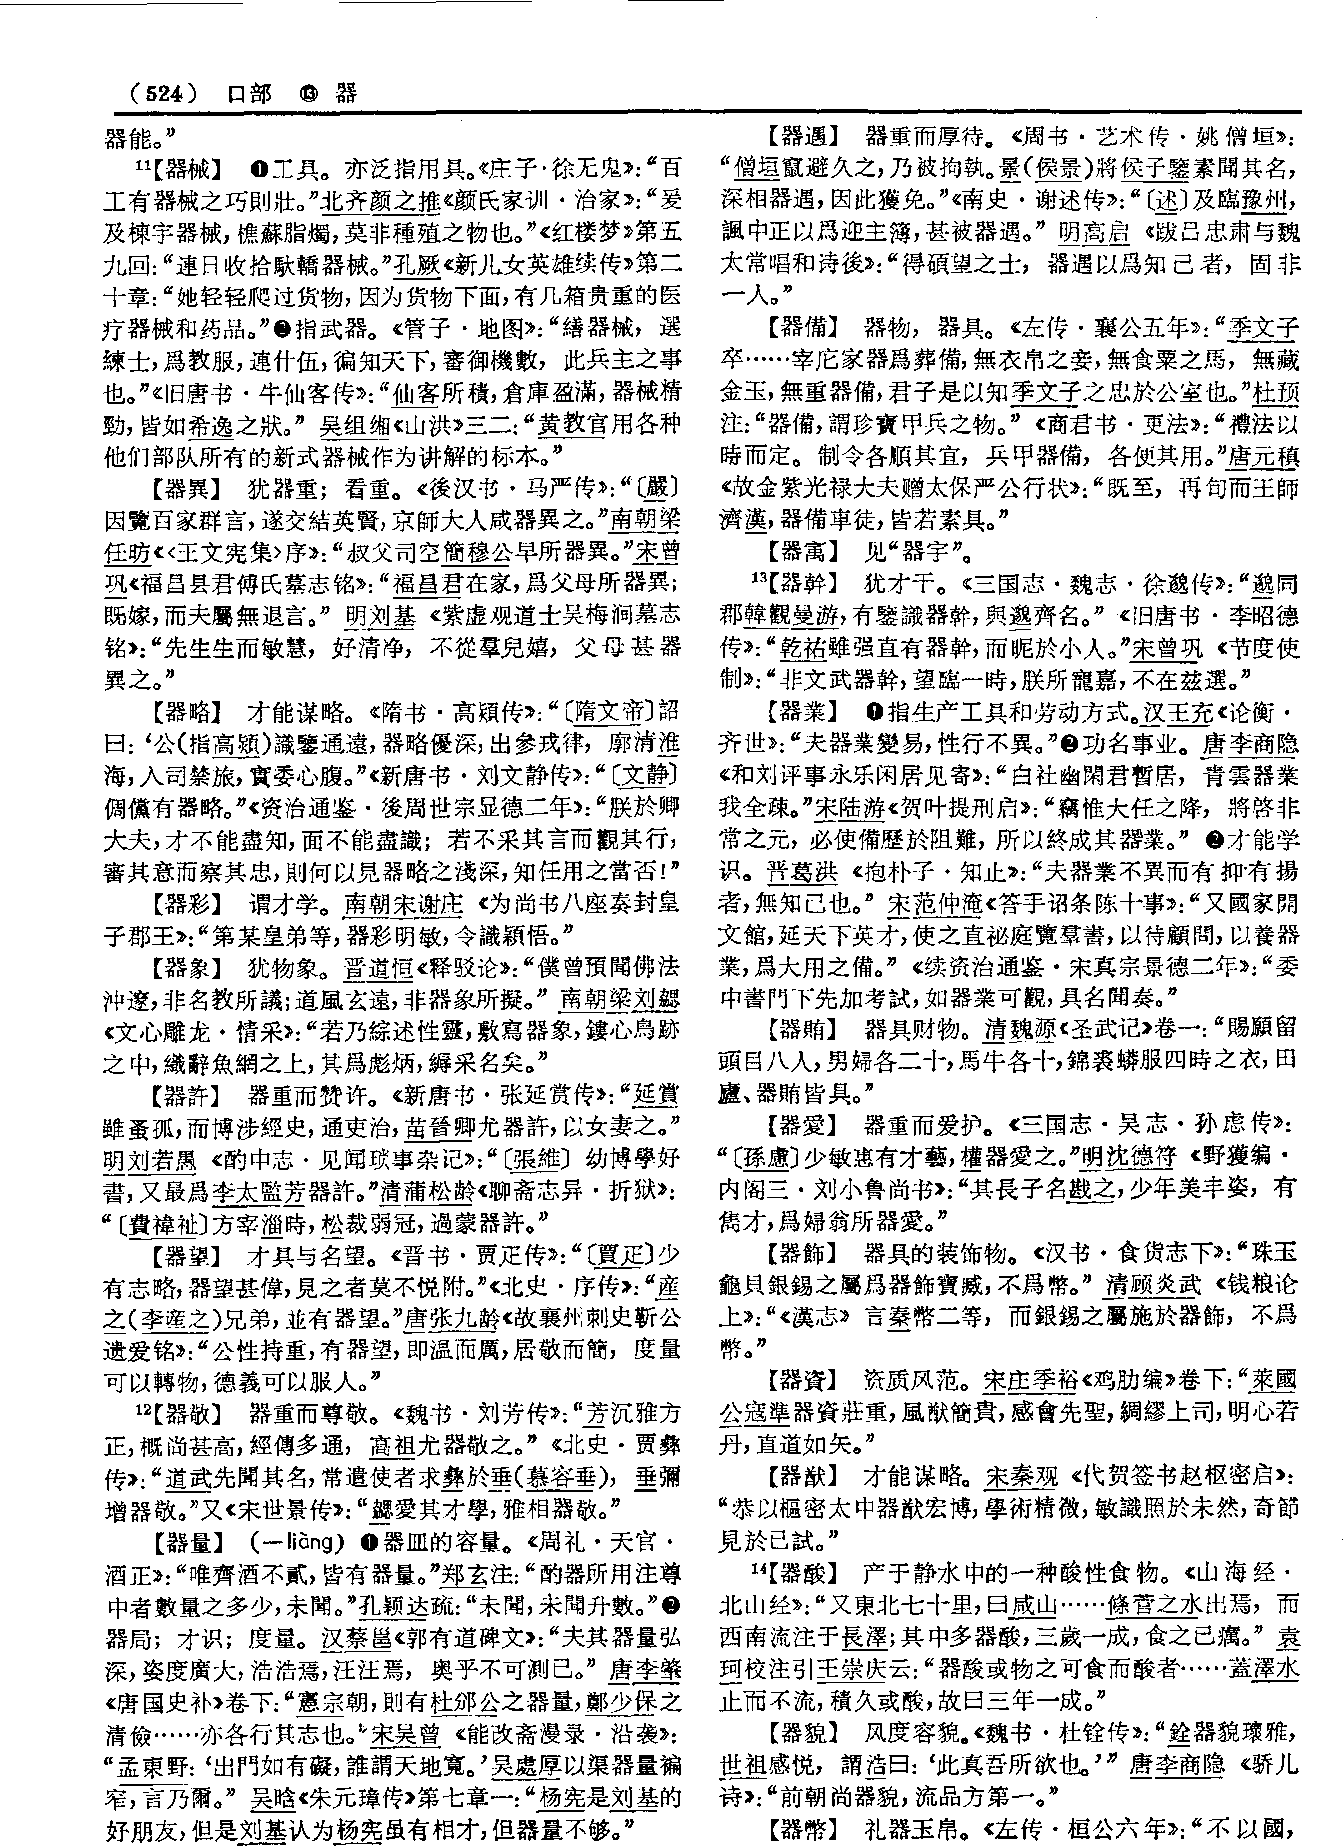 （524） 口部 ⓭ 器
器能。”
11【器械】 ❶工具。亦泛指用具。《庄子·徐无鬼》：“百
工有器械之巧則壯。”北齐颜之推《颜氏家训·治家》：“爰
及棟宇器械，樵蘇脂燭，莫非種殖之物也。”《红楼梦》第五
九回：“連日收拾馱轎器械。”孔厥《新儿女英雄续传》第二
十章：“她轻轻爬过货物，因为货物下面，有几箱贵重的医
疗器械和药品。”❷指武器。《管子·地图》：“繕器械，選
練士，爲教服，連什伍，徧知天下，審御機數，此兵主之事
也。”《旧唐书·牛仙客传》：“仙客所積，倉庫盈滿，器械精
勁，皆如希逸之狀。”吴组缃《山洪》三二：“黄教官用各种
他们部队所有的新式器械作为讲解的标本。”
【器異】 犹器重；看重。《後汉书·马严传》：“〔嚴〕
因覽百家群言，遂交結英賢，京師大人咸器異之。”南朝梁
任昉《〈王文宪集〉序》：“叔父司空簡穆公早所器異。”宋曾
巩《福昌县君傅氏墓志铭》：“福昌君在家，爲父母所器異；
既嫁，而夫屬無退言。”明刘基《紫虚观道士吴梅涧墓志
铭》：“先生生而敏慧，好清净，不從羣兒嬉，父母甚器
異之。”
【器略】 才能谋略。《隋书·高熲传》：“〔隋文帝〕詔
曰：‘公（指高熲）識鑒通遠，器略優深，出參戎律，廓清淮
海，入司禁旅，實委心腹。”《新唐书·刘文静传》：“〔文静〕
倜儻有器略。”《资治通鉴·後周世宗显德二年》：“朕於卿
大夫，才不能盡知，面不能盡識；若不采其言而觀其行，
審其意而察其忠，則何以見器略之淺深，知任用之當否！”
【器彩】 谓才学。南朝宋谢庄《为尚书八座奏封皇
子郡王》：“第某皇弟等，器彩明敏，令識穎悟。”
【器象】 犹物象。晋道恒《释驳论》：“僕曾預聞佛法
沖邃，非名教所議；道風玄遠，非器象所擬。”南朝梁刘勰
《文心雕龙·情采》：“若乃綜述性靈，敷寫器象，鏤心鳥跡
之中，織辭魚網之上，其爲彪炳，縟采名矣。”
【器許】 器重而赞许。《新唐书·张延赏传》：“延賞
雖蚤孤，而博涉經史，通吏治，苗晉卿尤器許，以女妻之。”
明刘若愚《酌中志·见闻琐事杂记》：“〔張維〕幼博學好
書，又最爲李太監芳器許。”清蒲松龄《聊斋志异·折狱》：
“〔費褘祉〕方宰淄時，松裁弱冠，過蒙器許。”
【器望】 才具与名望。《晋书·贾疋传》：“〔賈疋〕少
有志略，器望甚偉，見之者莫不悦附。”《北史·序传》：“産
之（李産之）兄弟，並有器望。”唐张九龄《故襄州刺史靳公
遗爱铭》：“公性持重，有器望，即温而厲，居敬而簡，度量
可以轉物，德義可以服人。”
12【器敬】 器重而尊敬。《魏书·刘芳传》：“芳沉雅方
正，概尚甚高，經傳多通，高祖尤器敬之。”《北史·贾彝
传》：“道武先聞其名，常遣使者求彝於垂（慕容垂），垂彌
增器敬。”又《宋世景传》：“勰愛其才學，雅相器敬。”
【器量】 （—liàng）❶器皿的容量。《周礼·天官·
酒正》：“唯齊酒不貳，皆有器量。”郑玄注：“酌器所用注尊
中者數量之多少，未聞。”孔颖达疏：“未聞，未聞升數。”❷
器局；才识；度量。汉蔡邕《郭有道碑文》：“夫其器量弘
深，姿度廣大，浩浩焉，汪汪焉，奥乎不可測已。”唐李肇
《唐国史补》卷下：“憲宗朝，則有杜邠公之器量，鄭少保之
清儉……亦各行其志也。”宋吴曾《能改斋漫录·沿袭》：
“孟東野：‘出門如有礙，誰謂天地寬。’吴處厚以渠器量褊
窄，言乃爾。”吴晗《朱元璋传》第七章一：“杨宪是刘基的
好朋友，但是刘基认为杨宪虽有相才，但器量不够。”
【器遇】 器重而厚待。《周书·艺术传·姚僧垣》：
“僧垣竄避久之，乃被拘執。景（侯景）將侯子鑒素聞其名，
深相器遇，因此獲免。”《南史·谢述传》：“〔述〕及臨豫州，
諷中正以爲迎主簿，甚被器遇。”明高启《跋吕忠肃与魏
太常唱和诗後》：“得碩望之士，器遇以爲知己者，固非
一人。”
【器備】 器物，器具。《左传·襄公五年》：“季文子
卒……宰庀家器爲葬備，無衣帛之妾，無食粟之馬，無藏
金玉，無重器備，君子是以知季文子之忠於公室也。”杜预
注：“器備，謂珍寶甲兵之物。”《商君书·更法》：“禮法以
時而定。制令各順其宜，兵甲器備，各便其用。”唐元稹
《故金紫光禄大夫赠太保严公行状》：“既至，再旬而王師
濟漢，器備車徒，皆若素具。”
【器寓】 见“器宇”。
13【器幹】 犹才干。《三国志·魏志·徐邈传》：“邈同
郡韓觀曼游，有鑒識器幹，與邈齊名。”《旧唐书·李昭德
传》：“乾祐雖强直有器幹，而昵於小人。”宋曾巩《节度使
制》：“非文武器幹，望臨一時，朕所寵嘉，不在兹選。”
【器業】 ❶指生产工具和劳动方式。汉王充《论衡·
齐世》：“夫器業變易，性行不異。”❷功名事业。唐李商隐
《和刘评事永乐闲居见寄》：“白社幽閑君暫居，青雲器業
我全疎。”宋陆游《贺叶提刑启》：“竊惟大任之降，將啓非
常之元，必使備歷於阻難，所以終成其器業。”❷才能学
识。晋葛洪《抱朴子·知止》：“夫器業不異而有抑有揚
者，無知己也。”宋范仲淹《答手诏条陈十事》：“又國家開
文館，延天下英才，使之直祕庭覽羣書，以待顧問，以養器
業，爲大用之備。”《续资治通鉴·宋真宗景德二年》：“委
中書門下先加考試，如器業可觀，具名聞奏。”
【器賄】 器具财物。清魏源《圣武记》卷一：“賜願留
頭目八人，男婦各二十，馬牛各十，錦裘蟒服四時之衣，田
廬、器賄皆具。”
【器愛】 器重而爱护。《三国志·吴志·孙虑传》：
“〔孫慮〕少敏惠有才藝，權器愛之。”明沈德符《野獲编·
内阁三·刘小鲁尚书》：“其長子名戡之，少年美丰姿，有
雋才，爲婦翁所器愛。”
【器飾】 器具的装饰物。《汉书·食货志下》：“珠玉
龜貝銀錫之屬爲器飾寶臧，不爲幣。”清顾炎武《钱粮论
上》：“《漢志》言秦幣二等，而銀錫之屬施於器飾，不爲
幣。”
【器資】 资质风范。宋庄季裕《鸡肋编》卷下：“萊國
公寇準器資莊重，風猷簡貴，感會先聖，綢繆上司，明心若
丹，直道如矢。”
【器猷】 才能谋略。宋秦观《代贺签书赵枢密启》：
“恭以樞密太中器猷宏博，學術精微，敏識照於未然，奇節
見於已試。”
14【器酸】 产于静水中的一种酸性食物。《山海经·
北山经》：“又東北七十里，曰咸山……條菅之水出焉，而
西南流注于長澤；其中多器酸，三歲一成，食之已癘。”袁
珂校注引王崇庆云：“器酸或物之可食而酸者……蓋澤水
止而不流，積久或酸，故曰三年一成。”
【器貌】 风度容貌。《魏书·杜铨传》：“銓器貌瓌雅，
世祖感悦，謂浩曰：‘此真吾所欲也。’”唐李商隐《骄儿
诗》：“前朝尚器貌，流品方第一。”
【器幣】 礼器玉帛。《左传·桓公六年》：“不以國，